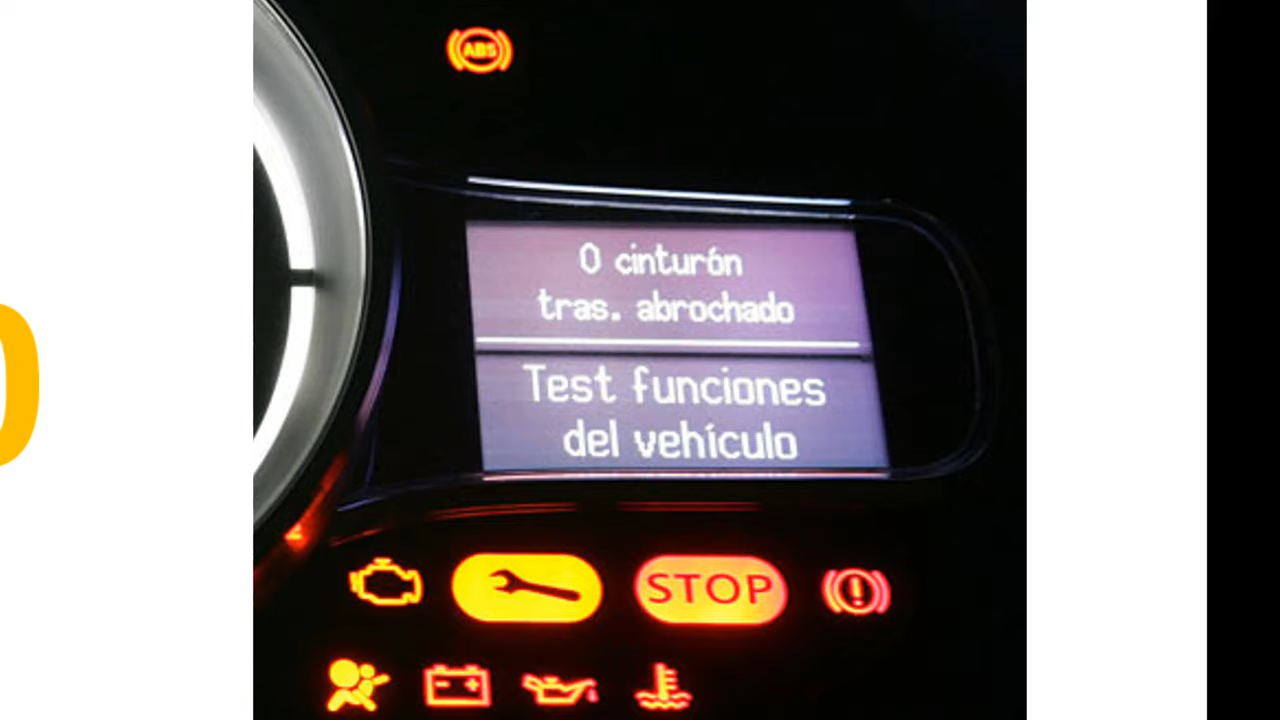 ABS
0 cinturón
tras. abrochado
Test funciones
del vehículo
STOP